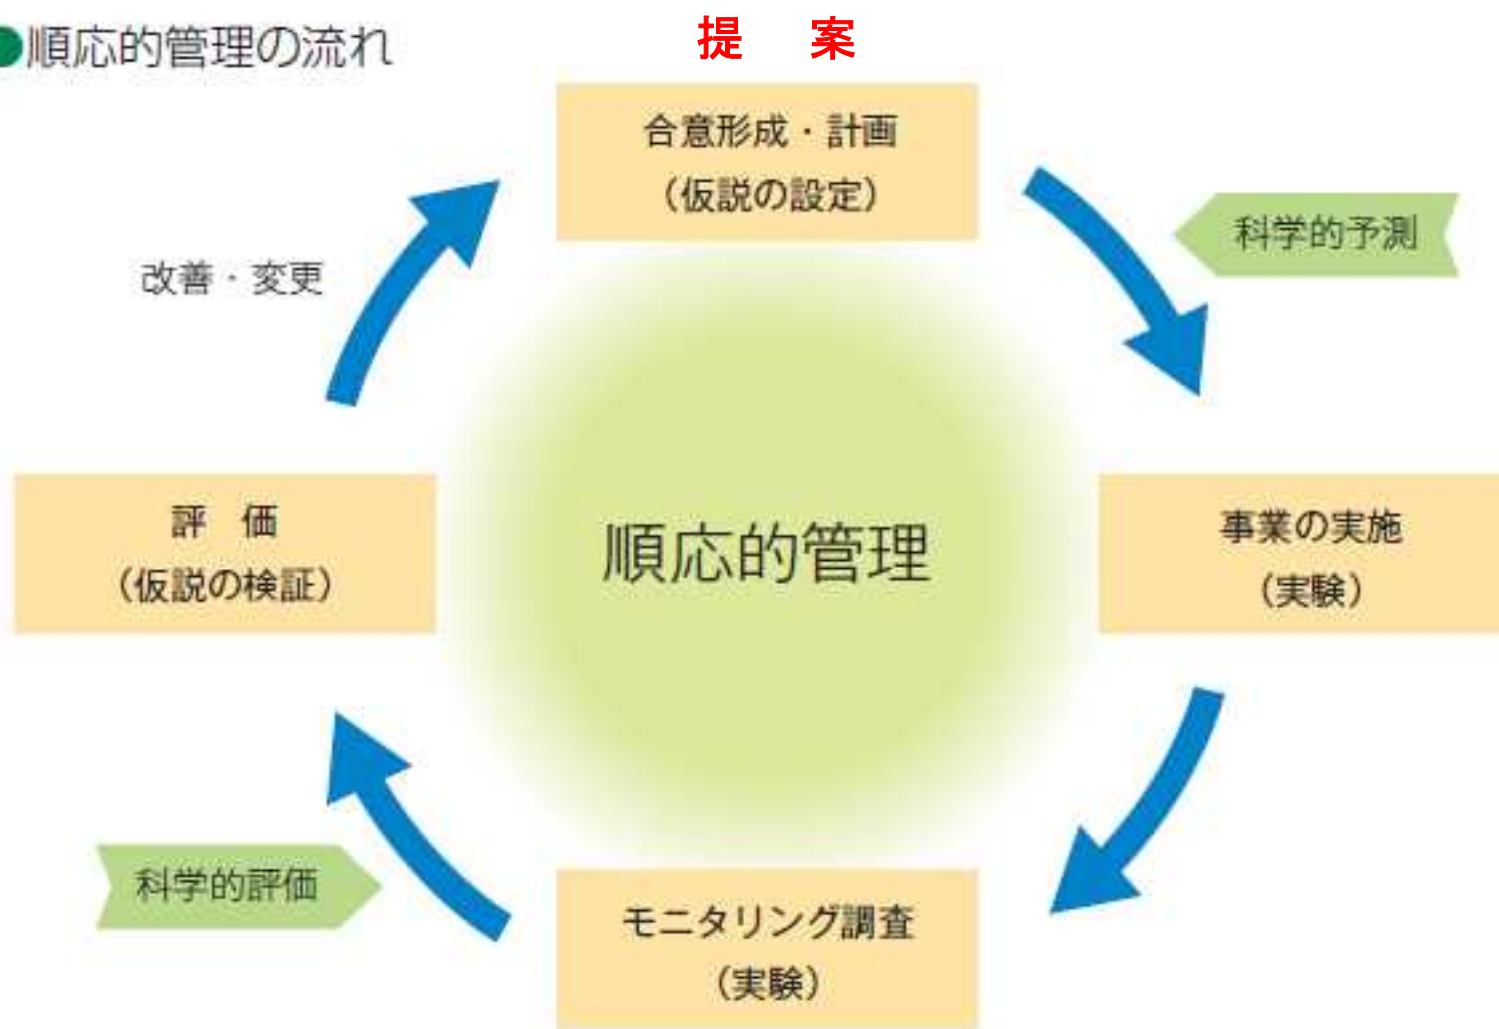 ●順応的管理の流れ
提　案
合意形成・計画
（仮説の設定）
科学的予測
改善・変更
評　価
（仮説の検証）
順応的管理
事業の実施
（実験）
科学的評価
モニタリング調査
（実験）